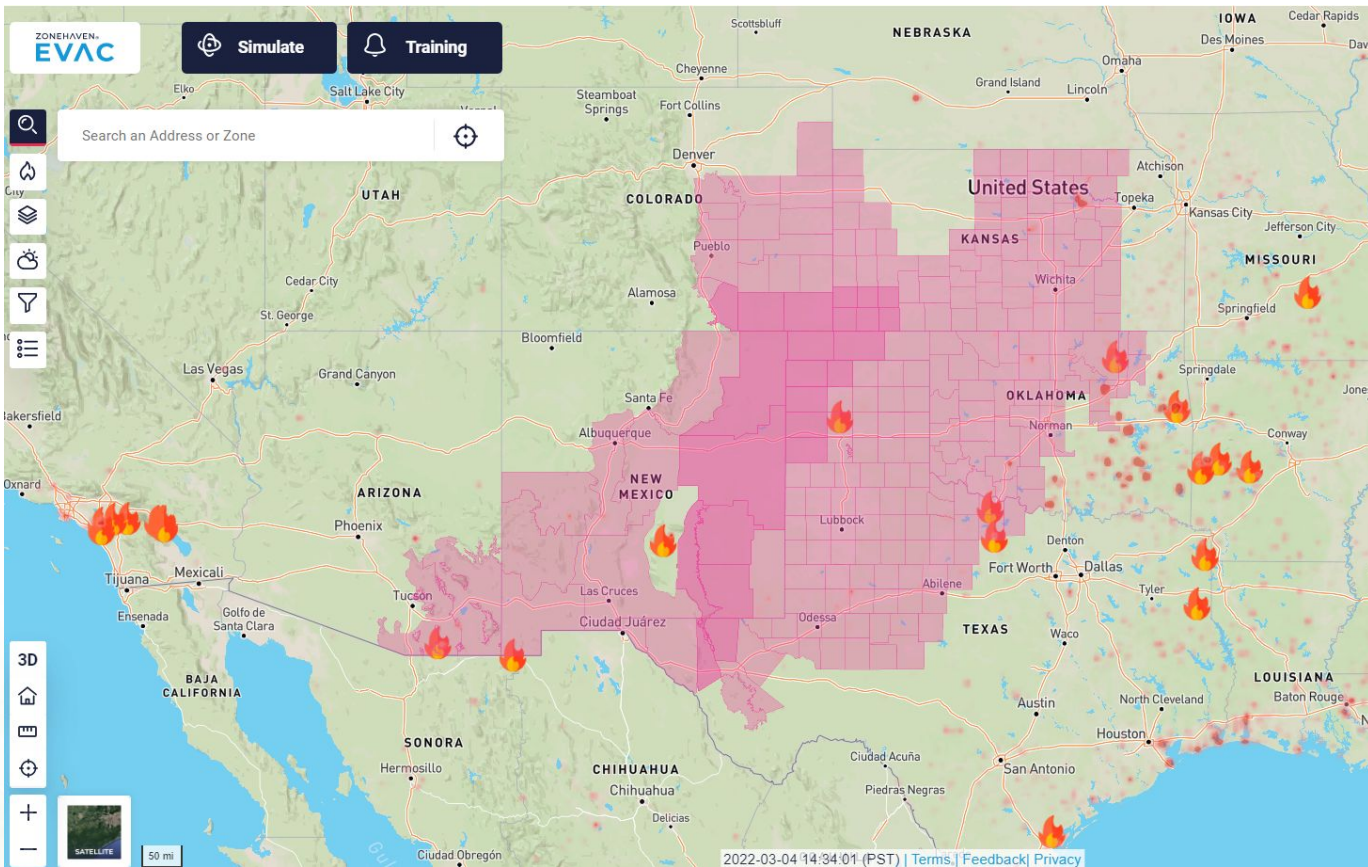 ZONEHAVEN
EVAC
Simulate
Training
Search an Address or Zone
Scottsbluff
NEBRASKA
IOWA
Cedar Rapids
Des Moines
Omaha
Cheyenne
Grand Island
Lincoln
Elko
Salt Lake City
Steamboat
Springs
Fort Collins
Denver
Atchison
UTAH
COLORADO
United States
Topeka
Kansas City
KANSAS
Jefferson City
Pueblo
MISSOURI
Cedar City
Wichita
Alamosa
St. George
Springfield
Bloomfield
Las Vegas
Grand Canyon
Springdale
Santa Fe
OKLAHOMA
Jone
Bakersfield
Albuquerque
Norman
Conway
Oxnard
NEW
MEXICO
ARIZONA
Phoenix
Lubbock
Denton
Fort Worth
Dallas
Tijuana
Mexicali
Tucson
Las Cruces
Abilene
Tyler
Ensenada
Golfo de
Santa Clara
Ciudad Juárez
Odessa
TEXAS
Waco
3D
BAJA
CALIFORNIA
LOUISIANA
Austin
North Cleveland
Baton Rouge
SONORA
Houston
Hermosillo
CHIHUAHUA
Chihuahua
Ciudad Acuña
San Antonio
Piedras Negras
Delicias
SATELLITE
50 mi
Ciudad Obregón
2022-03-04 14:34:01 (PST) | Terms | Feedback | Privacy